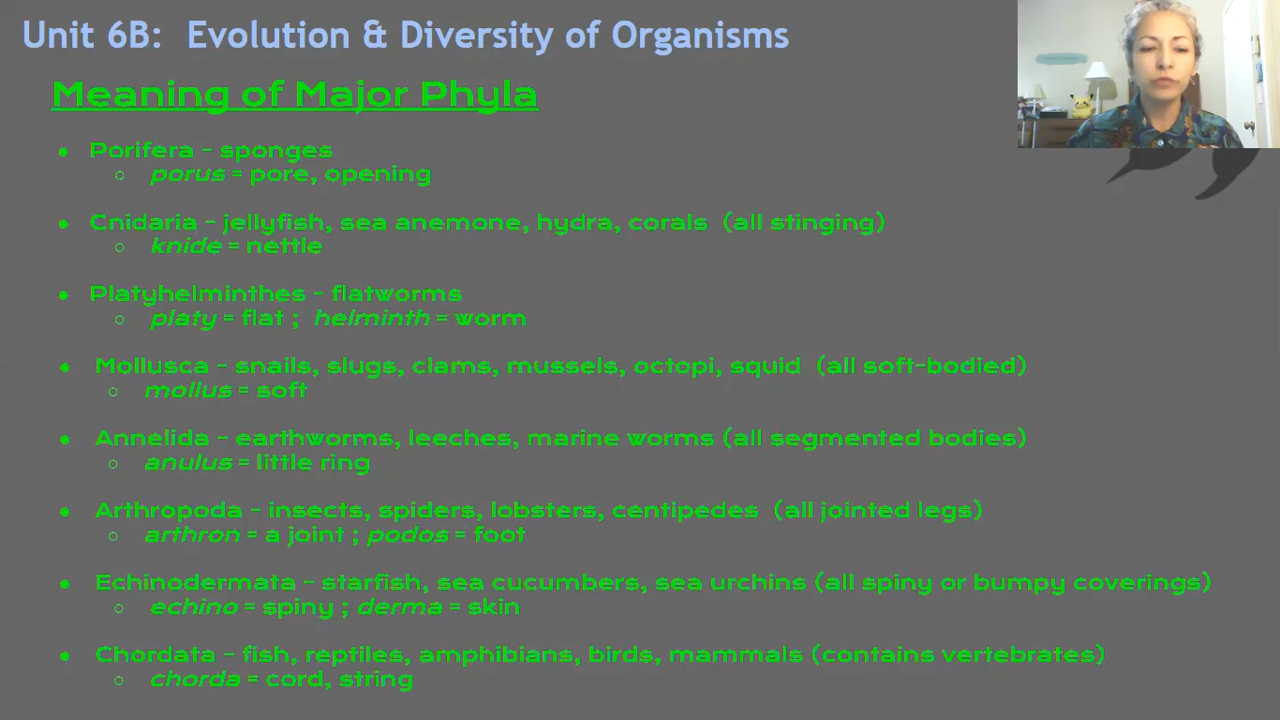 Unit 6B: Evolution & Diversity of Organisms
Meaning of Major Phyla
● Porifera - sponges
○ porus = pore, opening
● Cnidaria - jellyfish, sea anemone, hydra, corals (all stinging)
○ knide = nettle
● Platyhelminthes - flatworms
○ platy = flat ; helminth = worm
● Mollusca - snails, slugs, clams, mussels, octopi, squid (all soft-bodied)
○ mollus = soft
● Annelida - earthworms, leeches, marine worms (all segmented bodies)
○ anulus = little ring
● Arthropoda - insects, spiders, lobsters, centipedes (all jointed legs)
○ arthron = a joint ; podos = foot
● Echinodermata - starfish, sea cucumbers, sea urchins (all spiny or bumpy coverings)
○ echino = spiny ; derma = skin
● Chordata - fish, reptiles, amphibians, birds, mammals (contains vertebrates)
○ chorda = cord, string